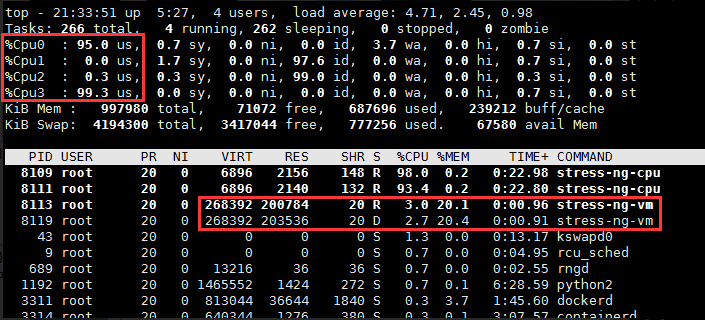 top - 21:33:51 up  5:27,  4 users,  load average: 4.71, 2.45, 0.98
Tasks: 266 total,   4 running, 262 sleeping,   0 stopped,   0 zombie
%Cpu0  : 95.0 us,  0.7 sy,  0.0 ni,  0.0 id,  3.7 wa,  0.0 hi,  0.7 si,  0.0 st
%Cpu1  :  0.0 us,  1.7 sy,  0.0 ni, 97.6 id,  0.0 wa,  0.0 hi,  0.7 si,  0.0 st
%Cpu2  :  0.3 us,  0.3 sy,  0.0 ni, 99.0 id,  0.0 wa,  0.0 hi,  0.3 si,  0.0 st
%Cpu3  : 99.3 us,  0.0 sy,  0.0 ni,  0.0 id,  0.0 wa,  0.0 hi,  0.7 si,  0.0 st
KiB Mem :   997980 total,    71072 free,   687696 used,   239212 buff/cache
KiB Swap:  4194300 total,  3417044 free,   777256 used.    67580 avail Mem
PID USER      PR  NI    VIRT    RES    SHR S  %CPU %MEM     TIME+ COMMAND
8109 root      20   0    6896   2156    148 R  98.0  0.2   0:22.98 stress-ng-cpu
8111 root      20   0    6896   2140    132 R  93.4  0.2   0:22.80 stress-ng-cpu
8113 root      20   0  268392 200784     20 R   3.0 20.1   0:00.96 stress-ng-vm
8119 root      20   0  268392 203536     20 D   2.7 20.4   0:00.91 stress-ng-vm
43 root      20   0       0      0      0 S   1.3  0.0   0:13.17 kswapd0
9 root      20   0       0      0      0 S   0.7  0.0   0:04.95 rcu_sched
689 root      20   0   13216     36     36 S   0.7  0.0   0:02.55 rngd
1192 root      20   0 1465552   1424    272 S   0.7  0.1   6:28.59 python2
3311 root      20   0  813044  36644   1840 S   0.3  3.7   1:45.60 dockerd
3314 root      20   0  640344   1276    380 S   0.3  0.1   3:07.57 containerd